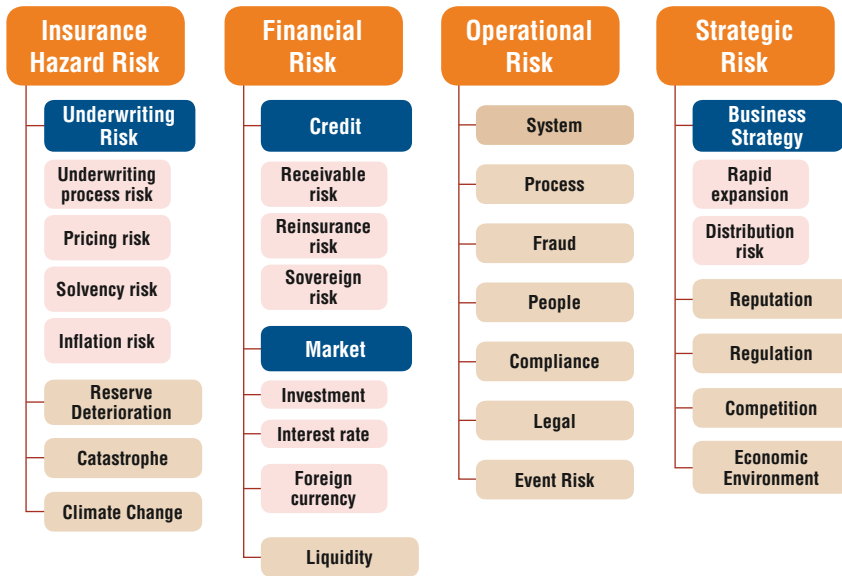 Insurance
Hazard Risk
Underwriting
Risk
Underwriting
process risk
Pricing risk
Solvency risk
Inflation risk
Reserve
Deterioration
Catastrophe
Climate Change
Financial
Risk
Credit
Receivable
risk
Reinsurance
risk
Sovereign
risk
Market
Investment
Interest rate
Foreign
currency
Liquidity
Operational
Risk
System
Process
Fraud
People
Compliance
Legal
Event Risk
Strategic
Risk
Business
Strategy
Rapid
expansion
Distribution
risk
Reputation
Regulation
Competition
Economic
Environment